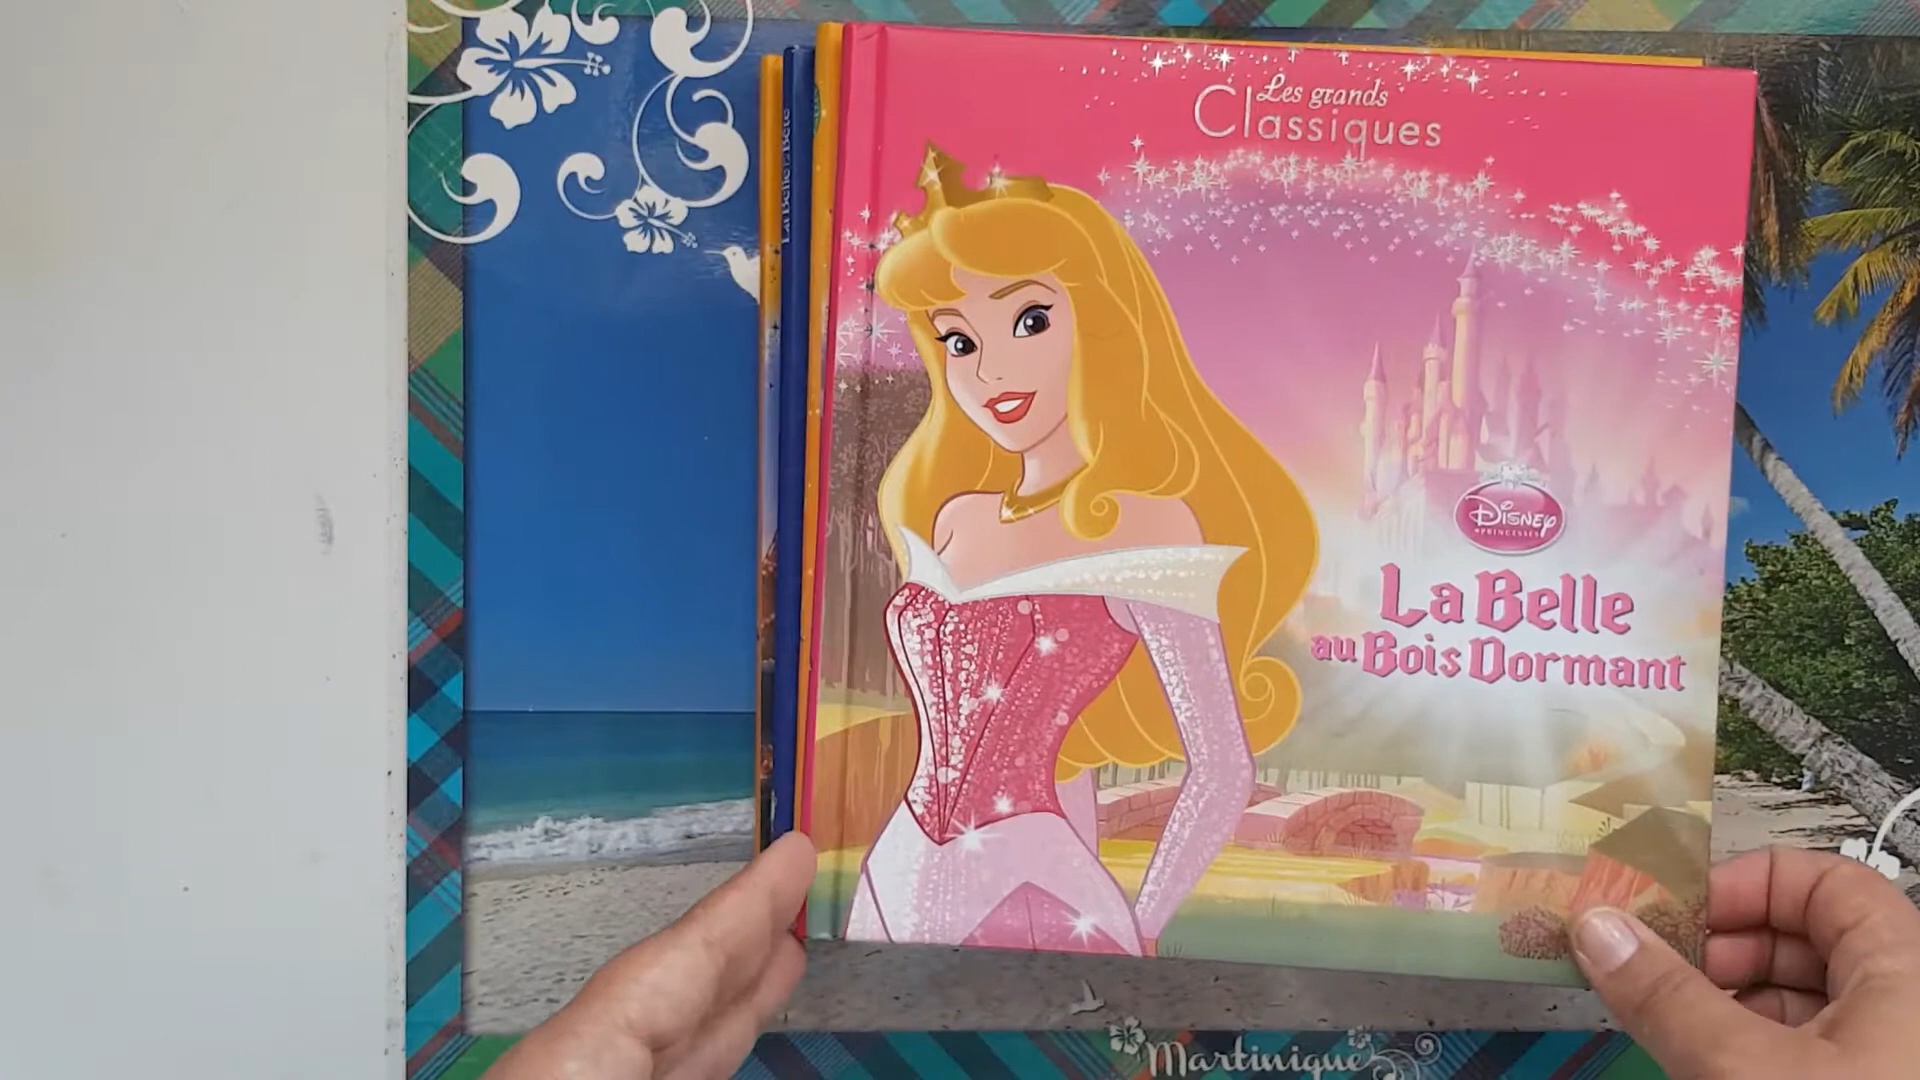 Les grands
Classiques
La Belle et la Bête
Disney
PRINCESSES
La Belle
au Bois Dormant
Martinique